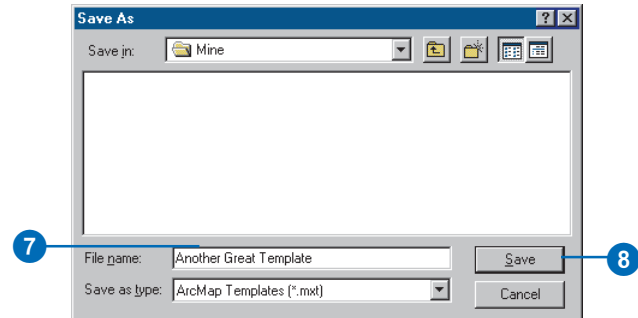 Save As
Save in: Mine
7
File name: Another Great Template
Save
8
Save as type: ArcMap Templates (*.mxt)
Cancel